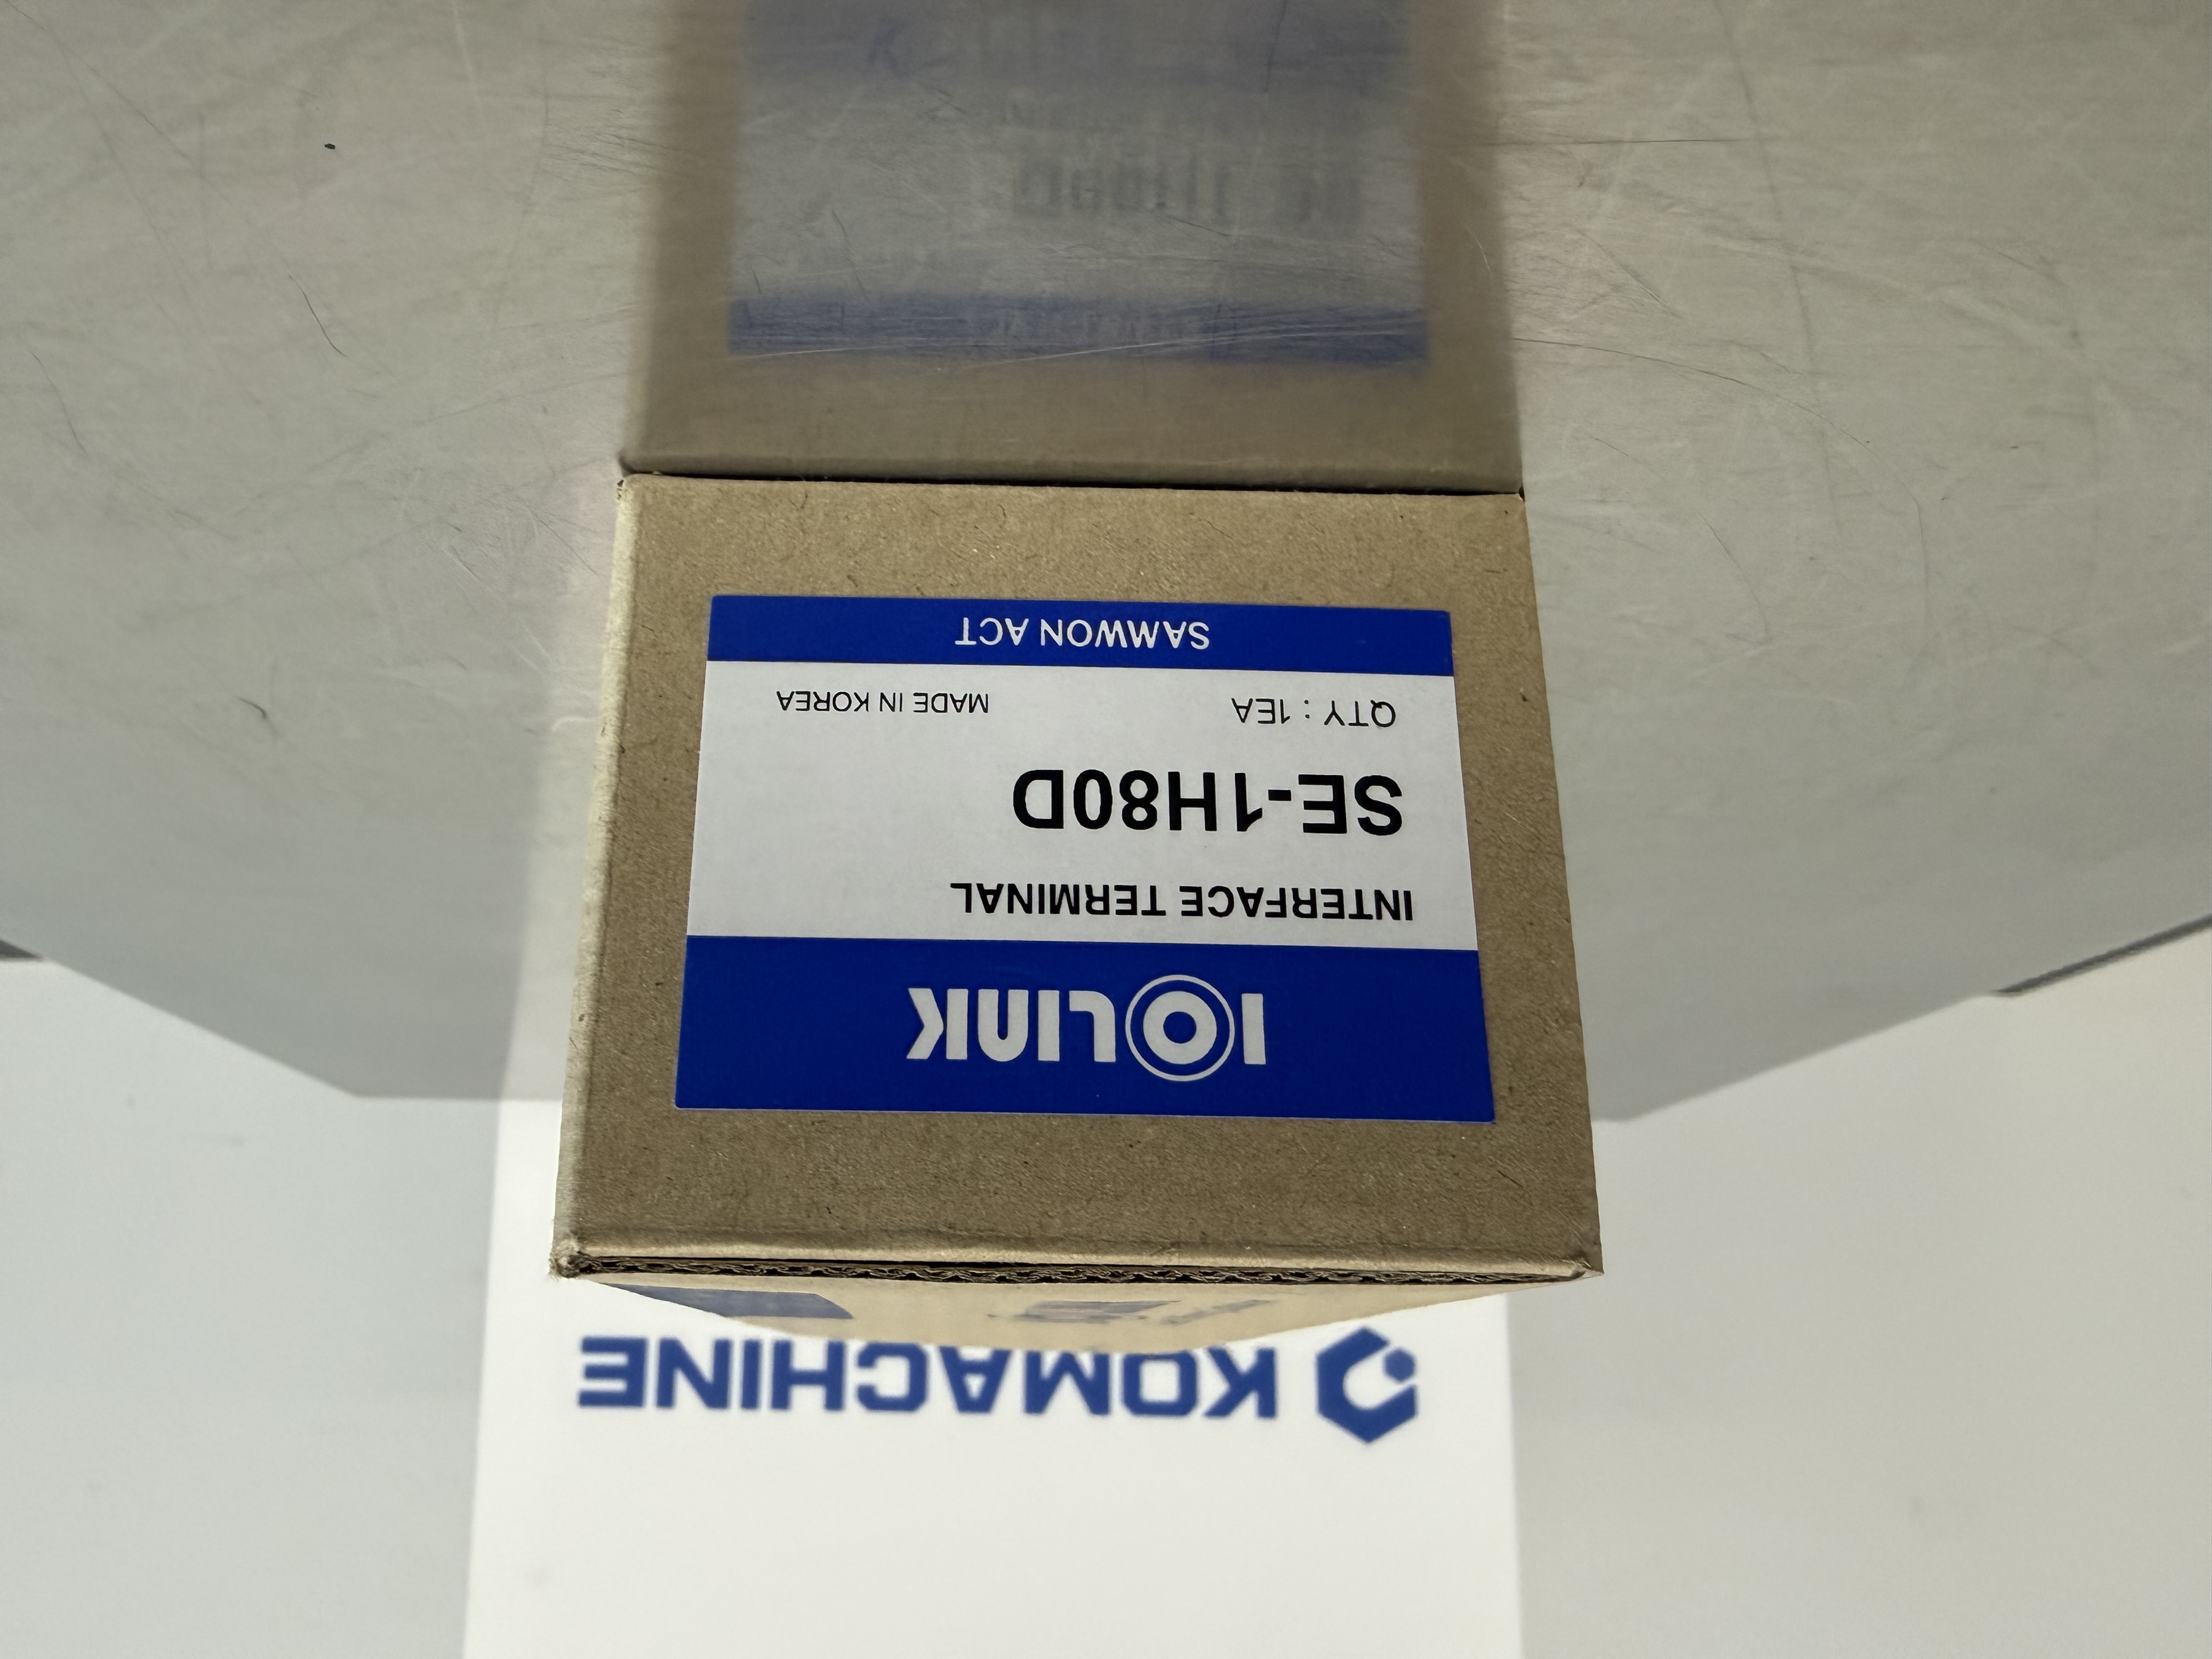 IOLINK
INTERFACE TERMINAL
SE-1H80D
QTY : 1EA MADE IN KOREA
SAMWON ACT
KOMACHINE